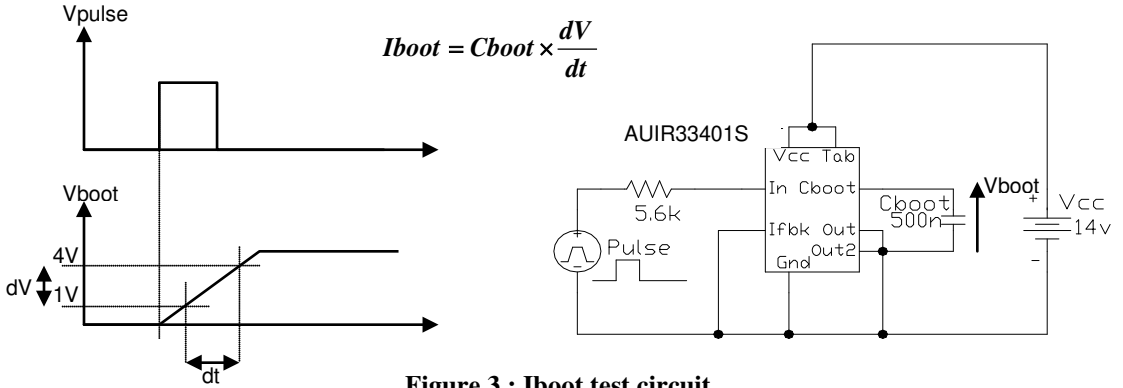 Vpulse
Iboot = Cboot × dV/dt
AUIR33401S
Vcc Tab
In Cboot
Ifbk Out
Out2
Gnd
5.6k
Pulse
+
-
Cboot
500n
Vboot
+
Vcc
14v
-
Vboot
4V
dV
1V
dt
Figure 3 : Iboot test circuit